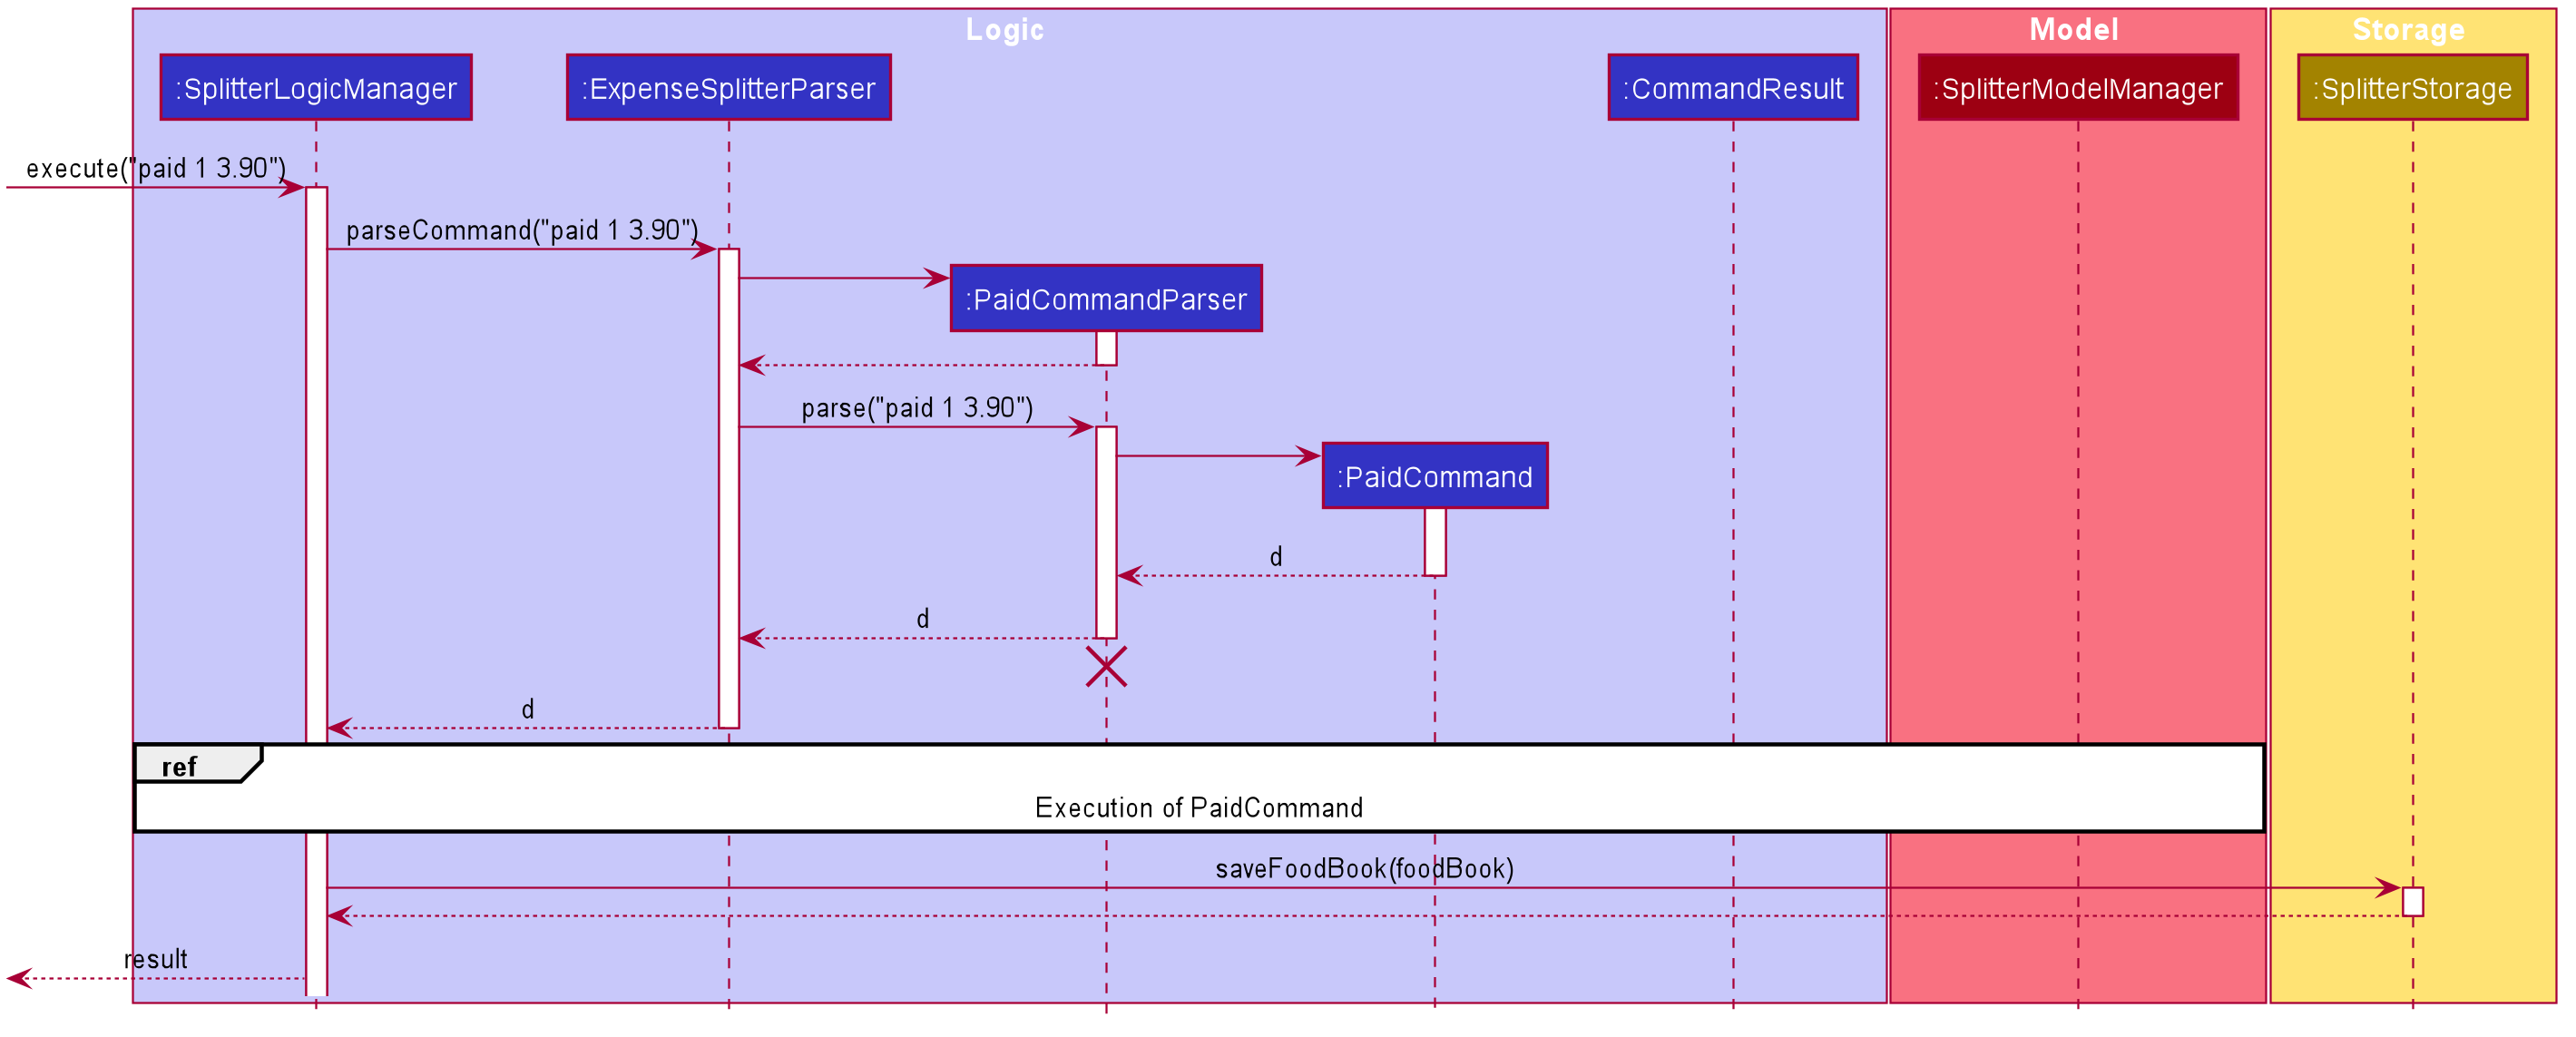 Logic
Model
Storage
:SplitterLogicManager
:ExpenseSplitterParser
:CommandResult
:SplitterModelManager
:SplitterStorage
execute("paid 1 3.90")
parseCommand("paid 1 3.90")
:PaidCommandParser
parse("paid 1 3.90")
:PaidCommand
d
d
d
ref
Execution of PaidCommand
saveFoodBook(foodBook)
result